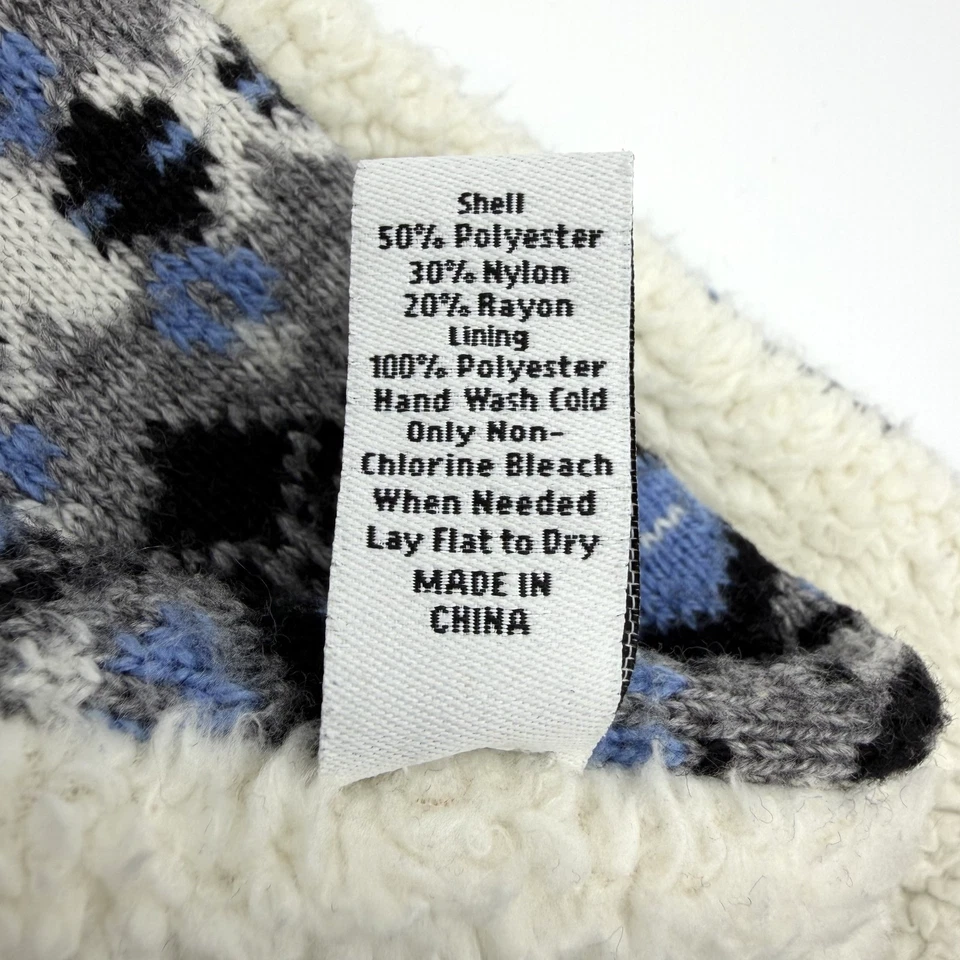 Shell
50% Polyester
30% Nylon
20% Rayon
Lining
100% Polyester
Hand Wash Cold
Only Non-
Chlorine Bleach
When Needed
Lay flat to Dry
MADE IN
CHINA